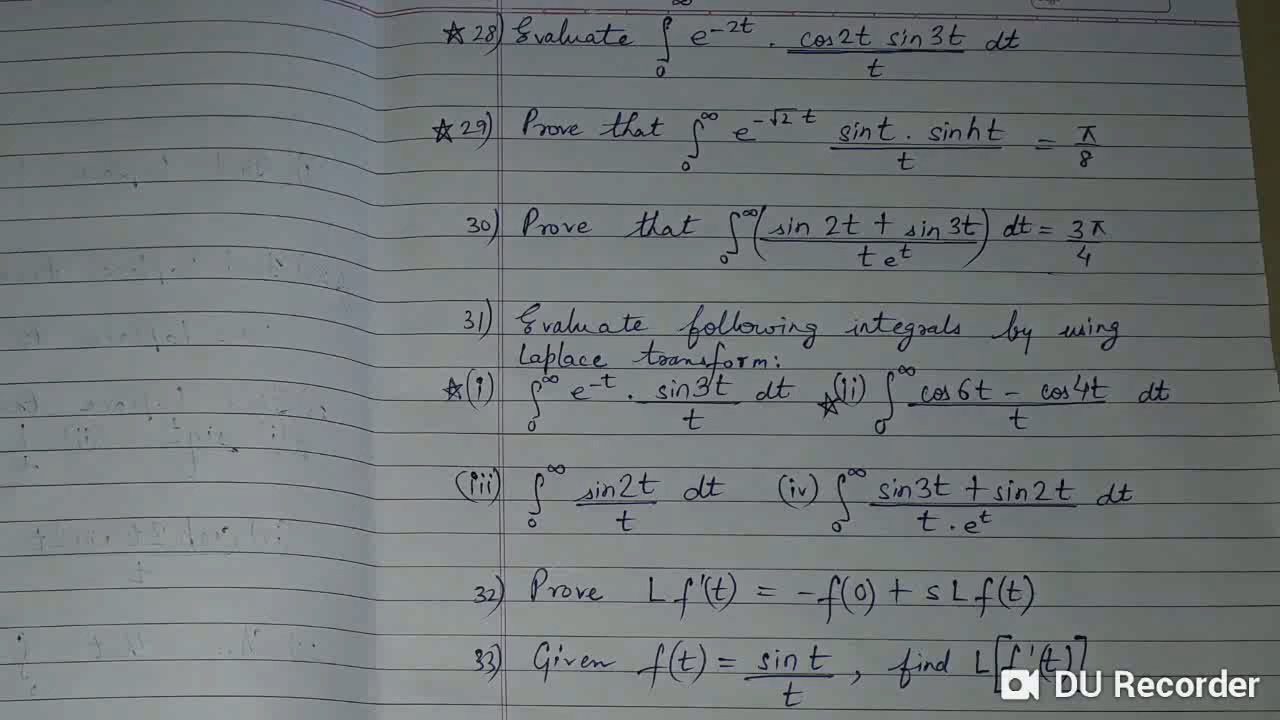 ∞
☆ 28) Evaluate ∫₀ e^{-2t} . (cos2t sin3t)/t dt
☆ 29) Prove that ∫₀^∞ e^{-√2 t} (sint . sinht)/t = π/8
30) Prove that ∫₀^∞ ((sin 2t + sin 3t)/(t e^t)) dt = 3π/4
31) Evaluate following integrals by using
Laplace transform:
☆(i) ∫₀^∞ e^{-t} . (sin3t)/t dt ☆(ii) ∫₀^∞ (cos6t - cos4t)/t dt
(iii) ∫₀^∞ (sin2t)/t dt (iv) ∫₀^∞ (sin3t + sin2t)/(t . e^t) dt
32) Prove L f'(t) = -f(0) + s L f(t)
33) Given f(t) = (sin t)/t , find L[f'(t)]
DU Recorder